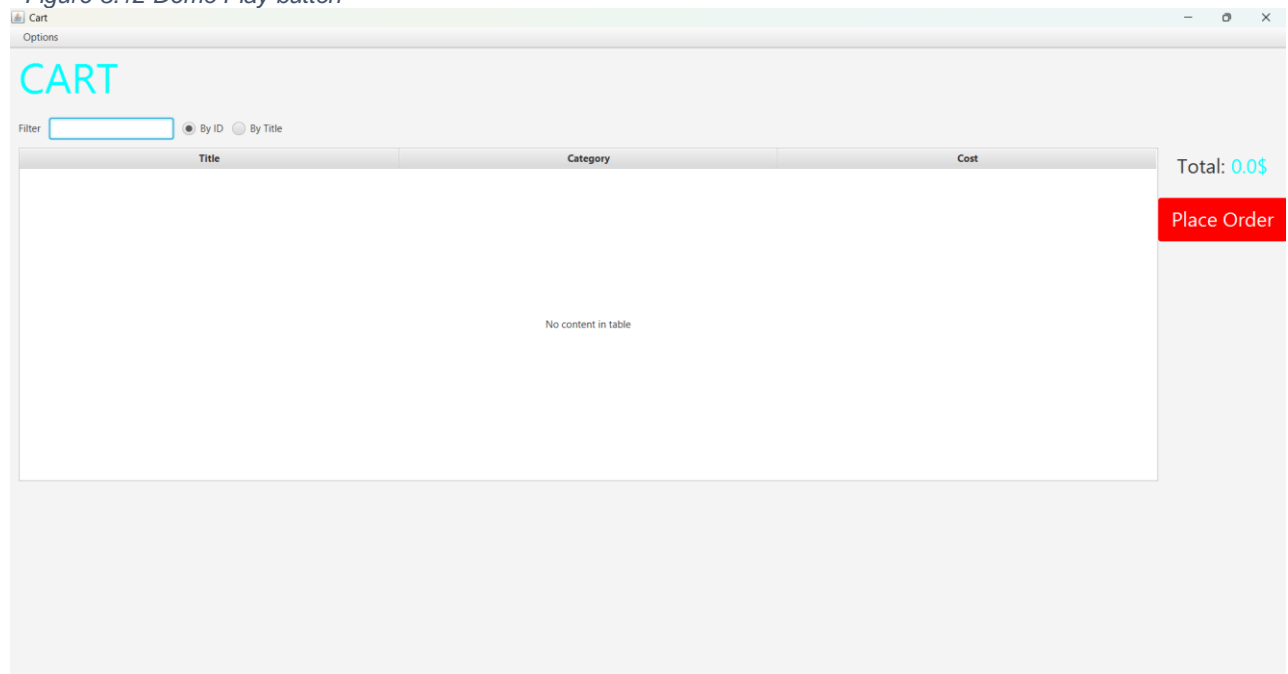 Figure 3.12 Demo Play button
Cart
Options
CART
Filter By ID By Title
Title Category Cost
Total: 0.0$
Place Order
No content in table